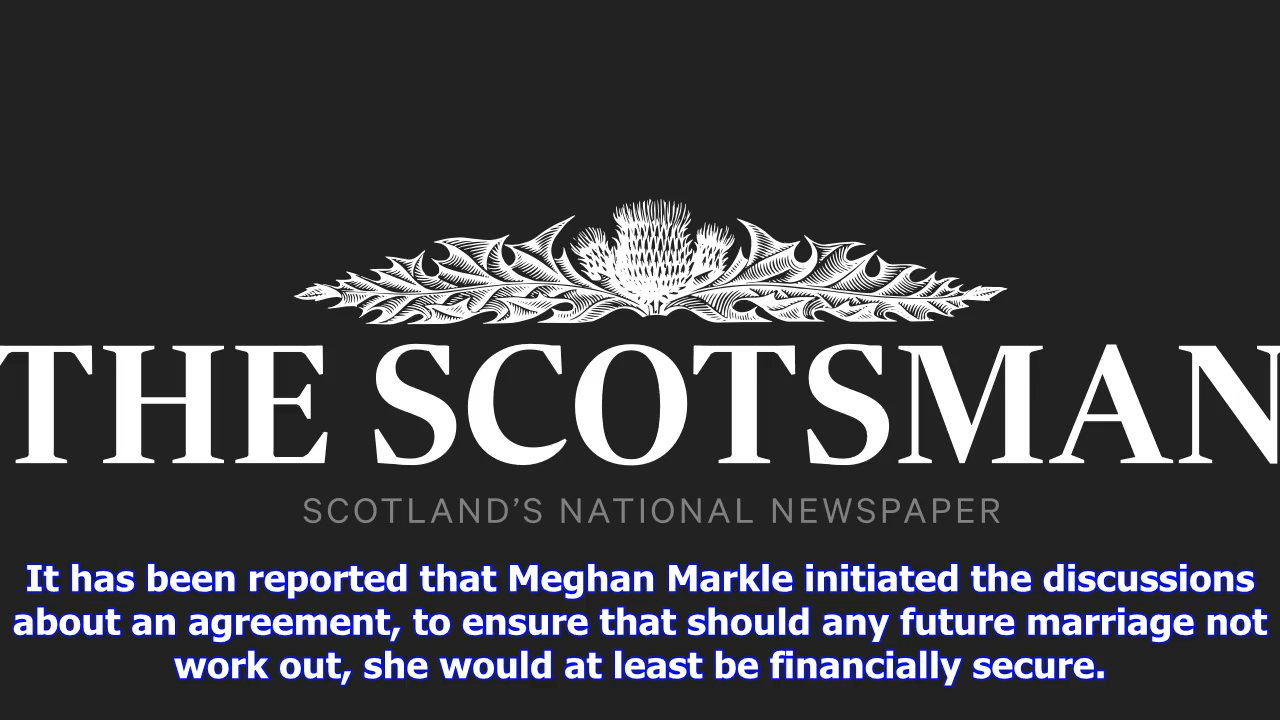 THE SCOTSMAN
SCOTLAND’S NATIONAL NEWSPAPER
It has been reported that Meghan Markle initiated the discussions
about an agreement, to ensure that should any future marriage not
work out, she would at least be financially secure.